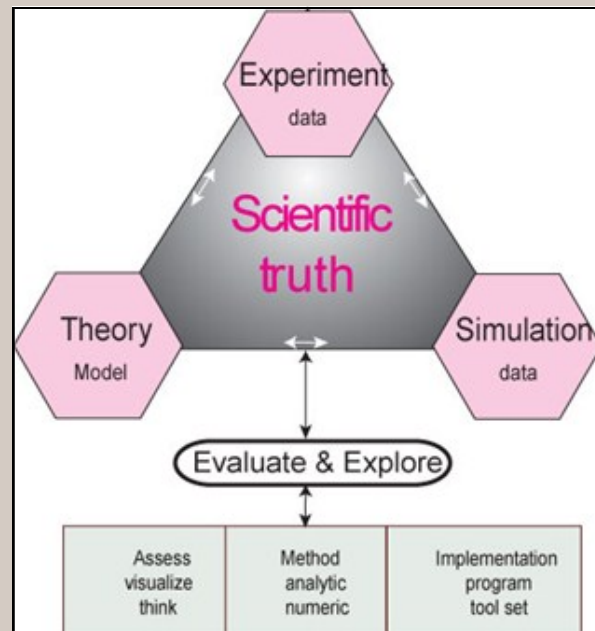 Experiment
data
Scientific
truth
Theory
Model
Simulation
data
Evaluate & Explore
Assess
visualize
think
Method
analytic
numeric
Implementation
program
tool set